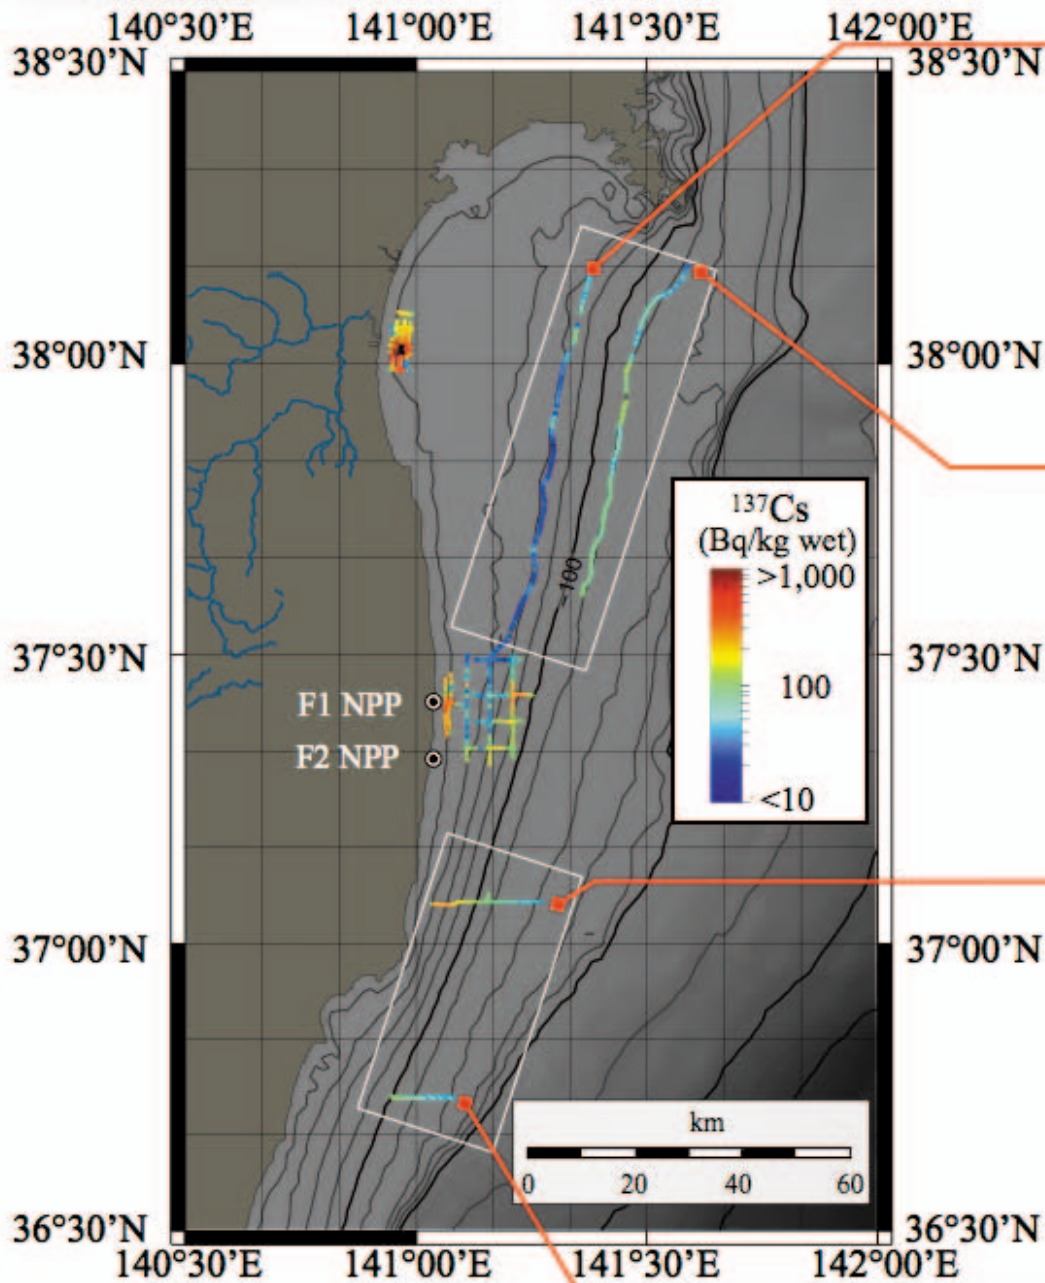 140°30’E 141°00’E 141°30’E 142°00’E
38°30’N 38°30’N
38°00’N 38°00’N
137Cs
(Bq/kg wet)
>1,000
100
<10
-100
37°30’N 37°30’N
F1 NPP
F2 NPP
37°00’N 37°00’N
km
0 20 40 60
36°30’N 36°30’N
140°30’E 141°00’E 141°30’E 142°00’E